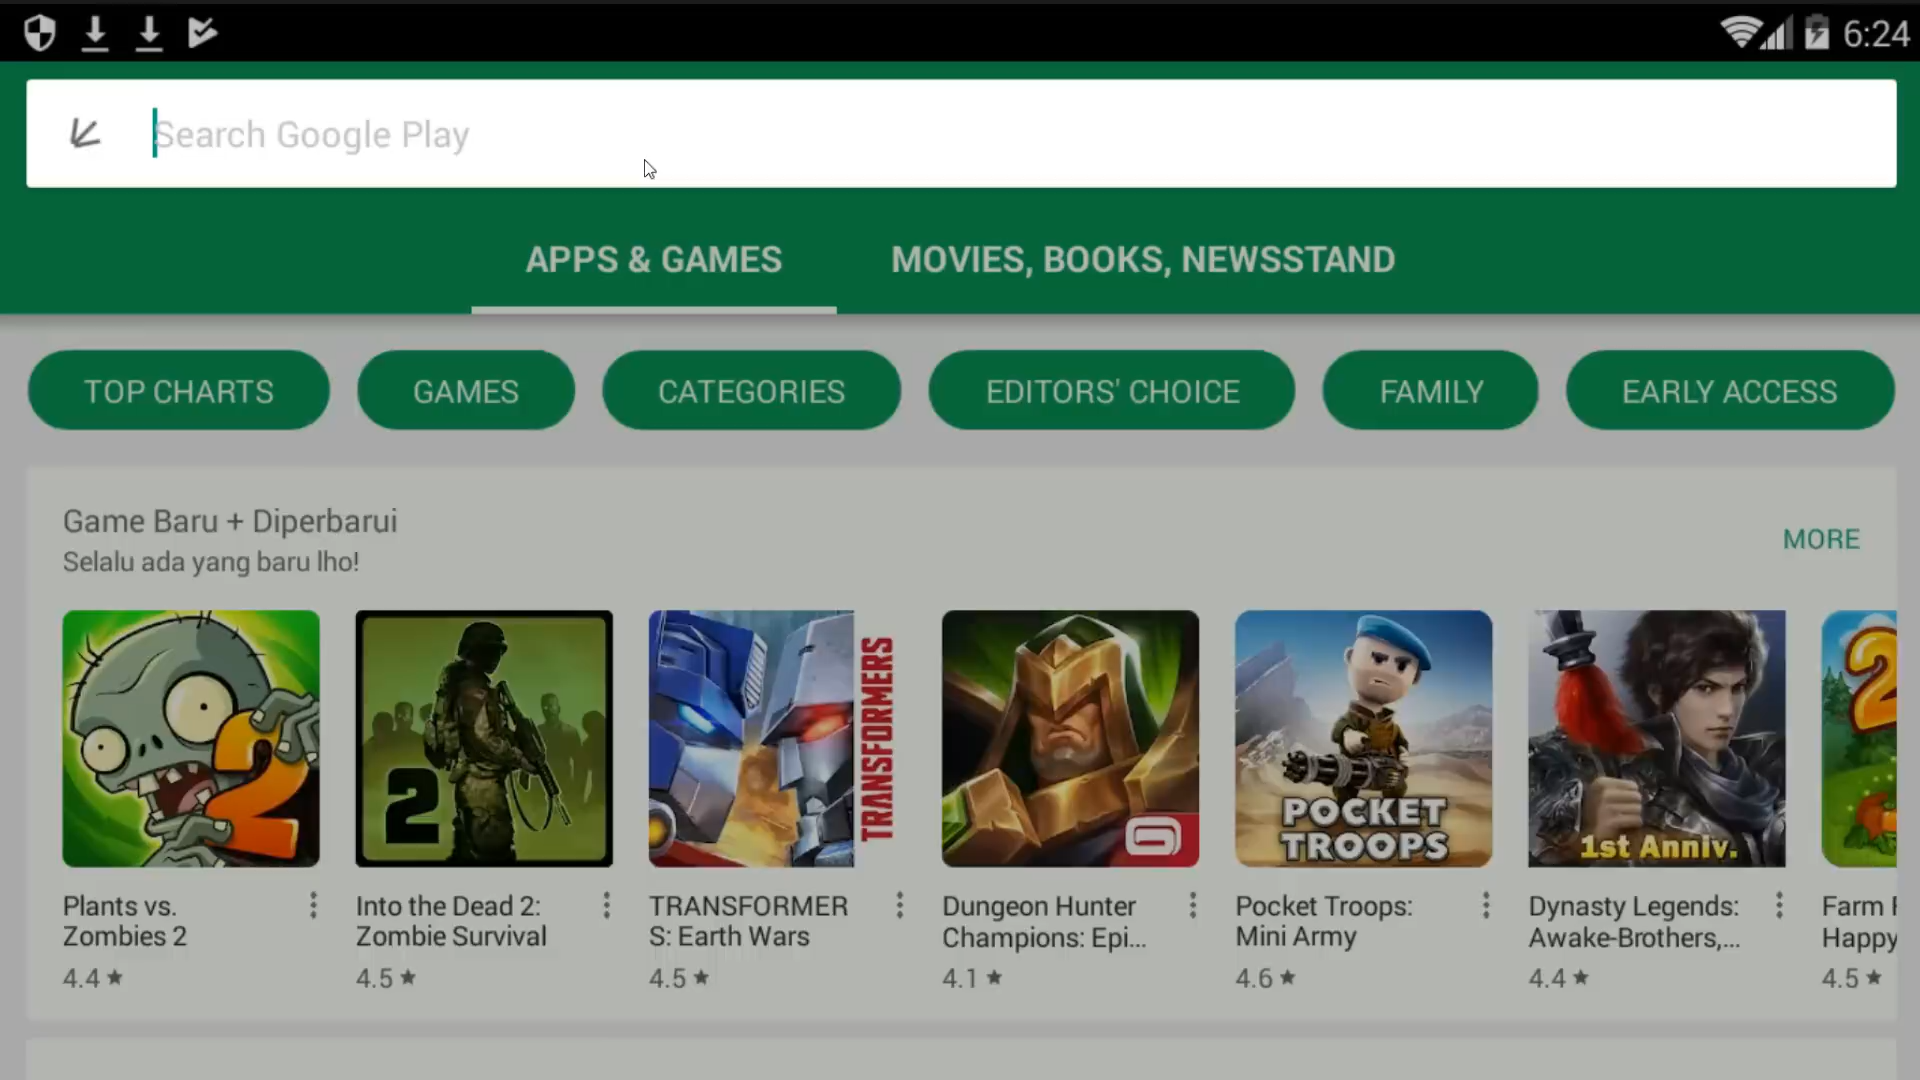 6:24
Search Google Play
APPS & GAMES
MOVIES, BOOKS, NEWSSTAND
TOP CHARTS
GAMES
CATEGORIES
EDITORS' CHOICE
FAMILY
EARLY ACCESS
Game Baru + Diperbarui
Selalu ada yang baru lho!
MORE
2
2
TRANSFORMERS
POCKET
TROOPS
1st Anniv.
2
Plants vs.
Zombies 2
4.4
Into the Dead 2:
Zombie Survival
4.5
TRANSFORMER
S: Earth Wars
4.5
Dungeon Hunter
Champions: Epi...
4.1
Pocket Troops:
Mini Army
4.6
Dynasty Legends:
Awake-Brothers,...
4.4
Farm
Happy
4.5